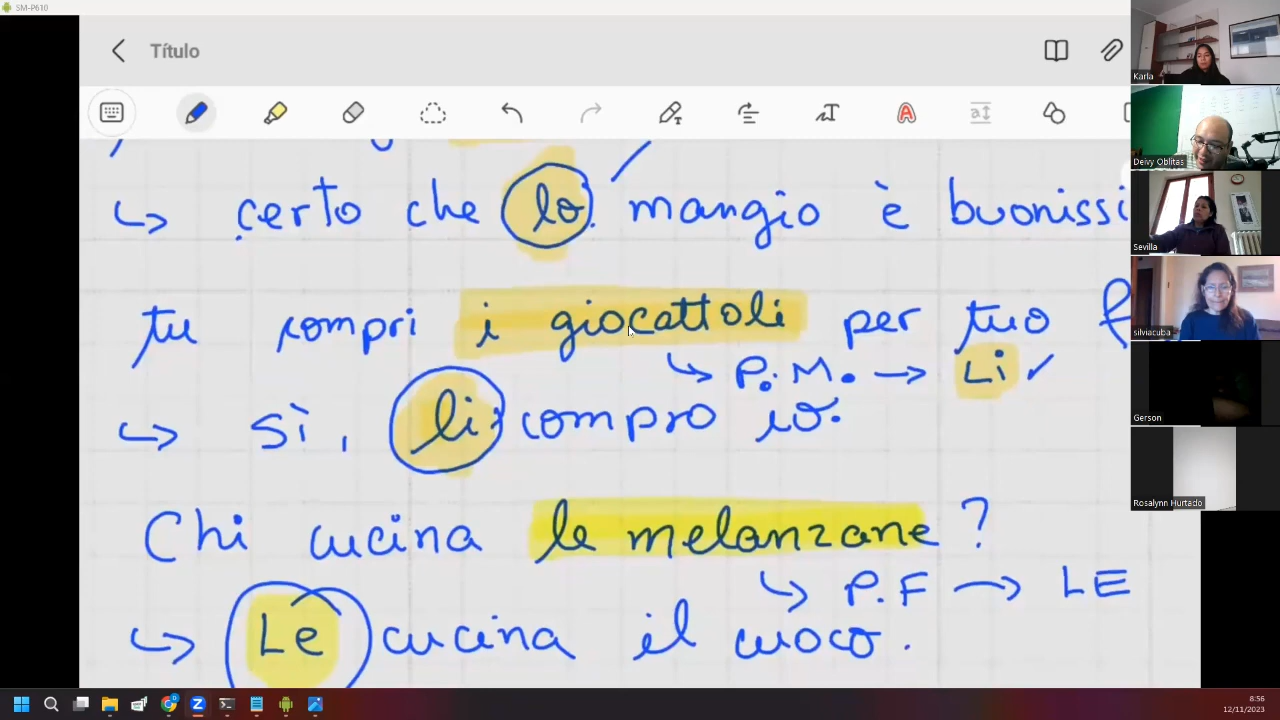 SM-P610
Título
Karla
Deivy Oblitas
Sevilla
silviacuba
Gerson
Rosalynn Hurtado
↳ certo che lo mangio è buonissi
tu compri i giocattoli per tuo f
↳ P.M. → Li ✓
↳ sì, li compro io.
Chi cucina le melanzane?
↳ P.F → LE
↳ Le cucina il cuoco.
8:56
12/11/2023